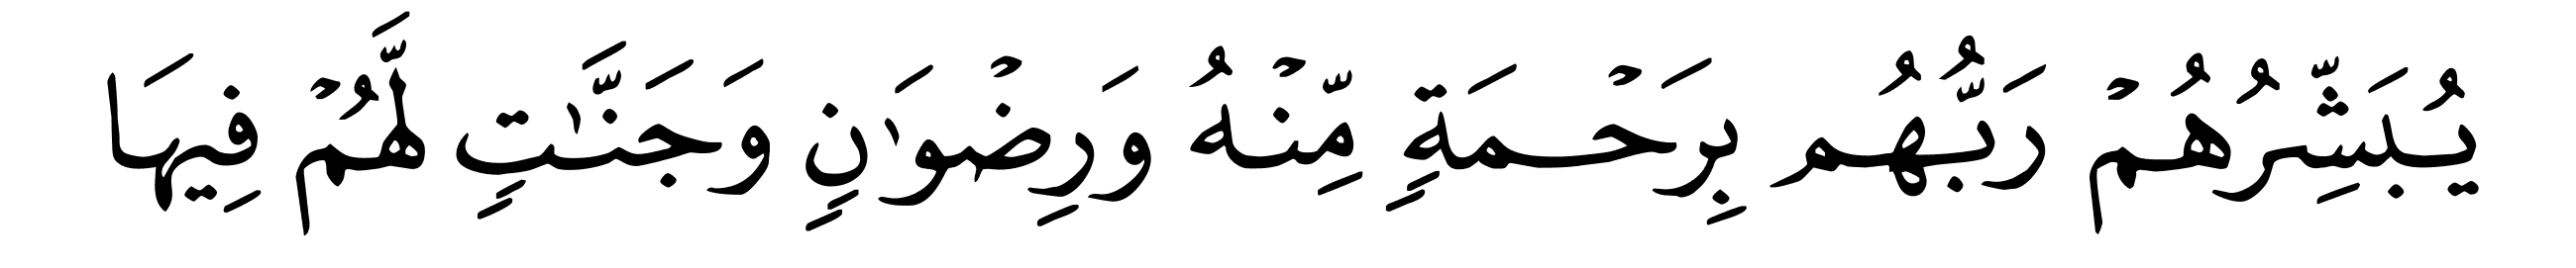 يُبَشِّرُهُمْ رَبُّهُم بِرَحْمَةٍ مِّنْهُ وَرِضْوَٰنٍ وَجَنَّـٰتٍ لَّهُمْ فِيهَا